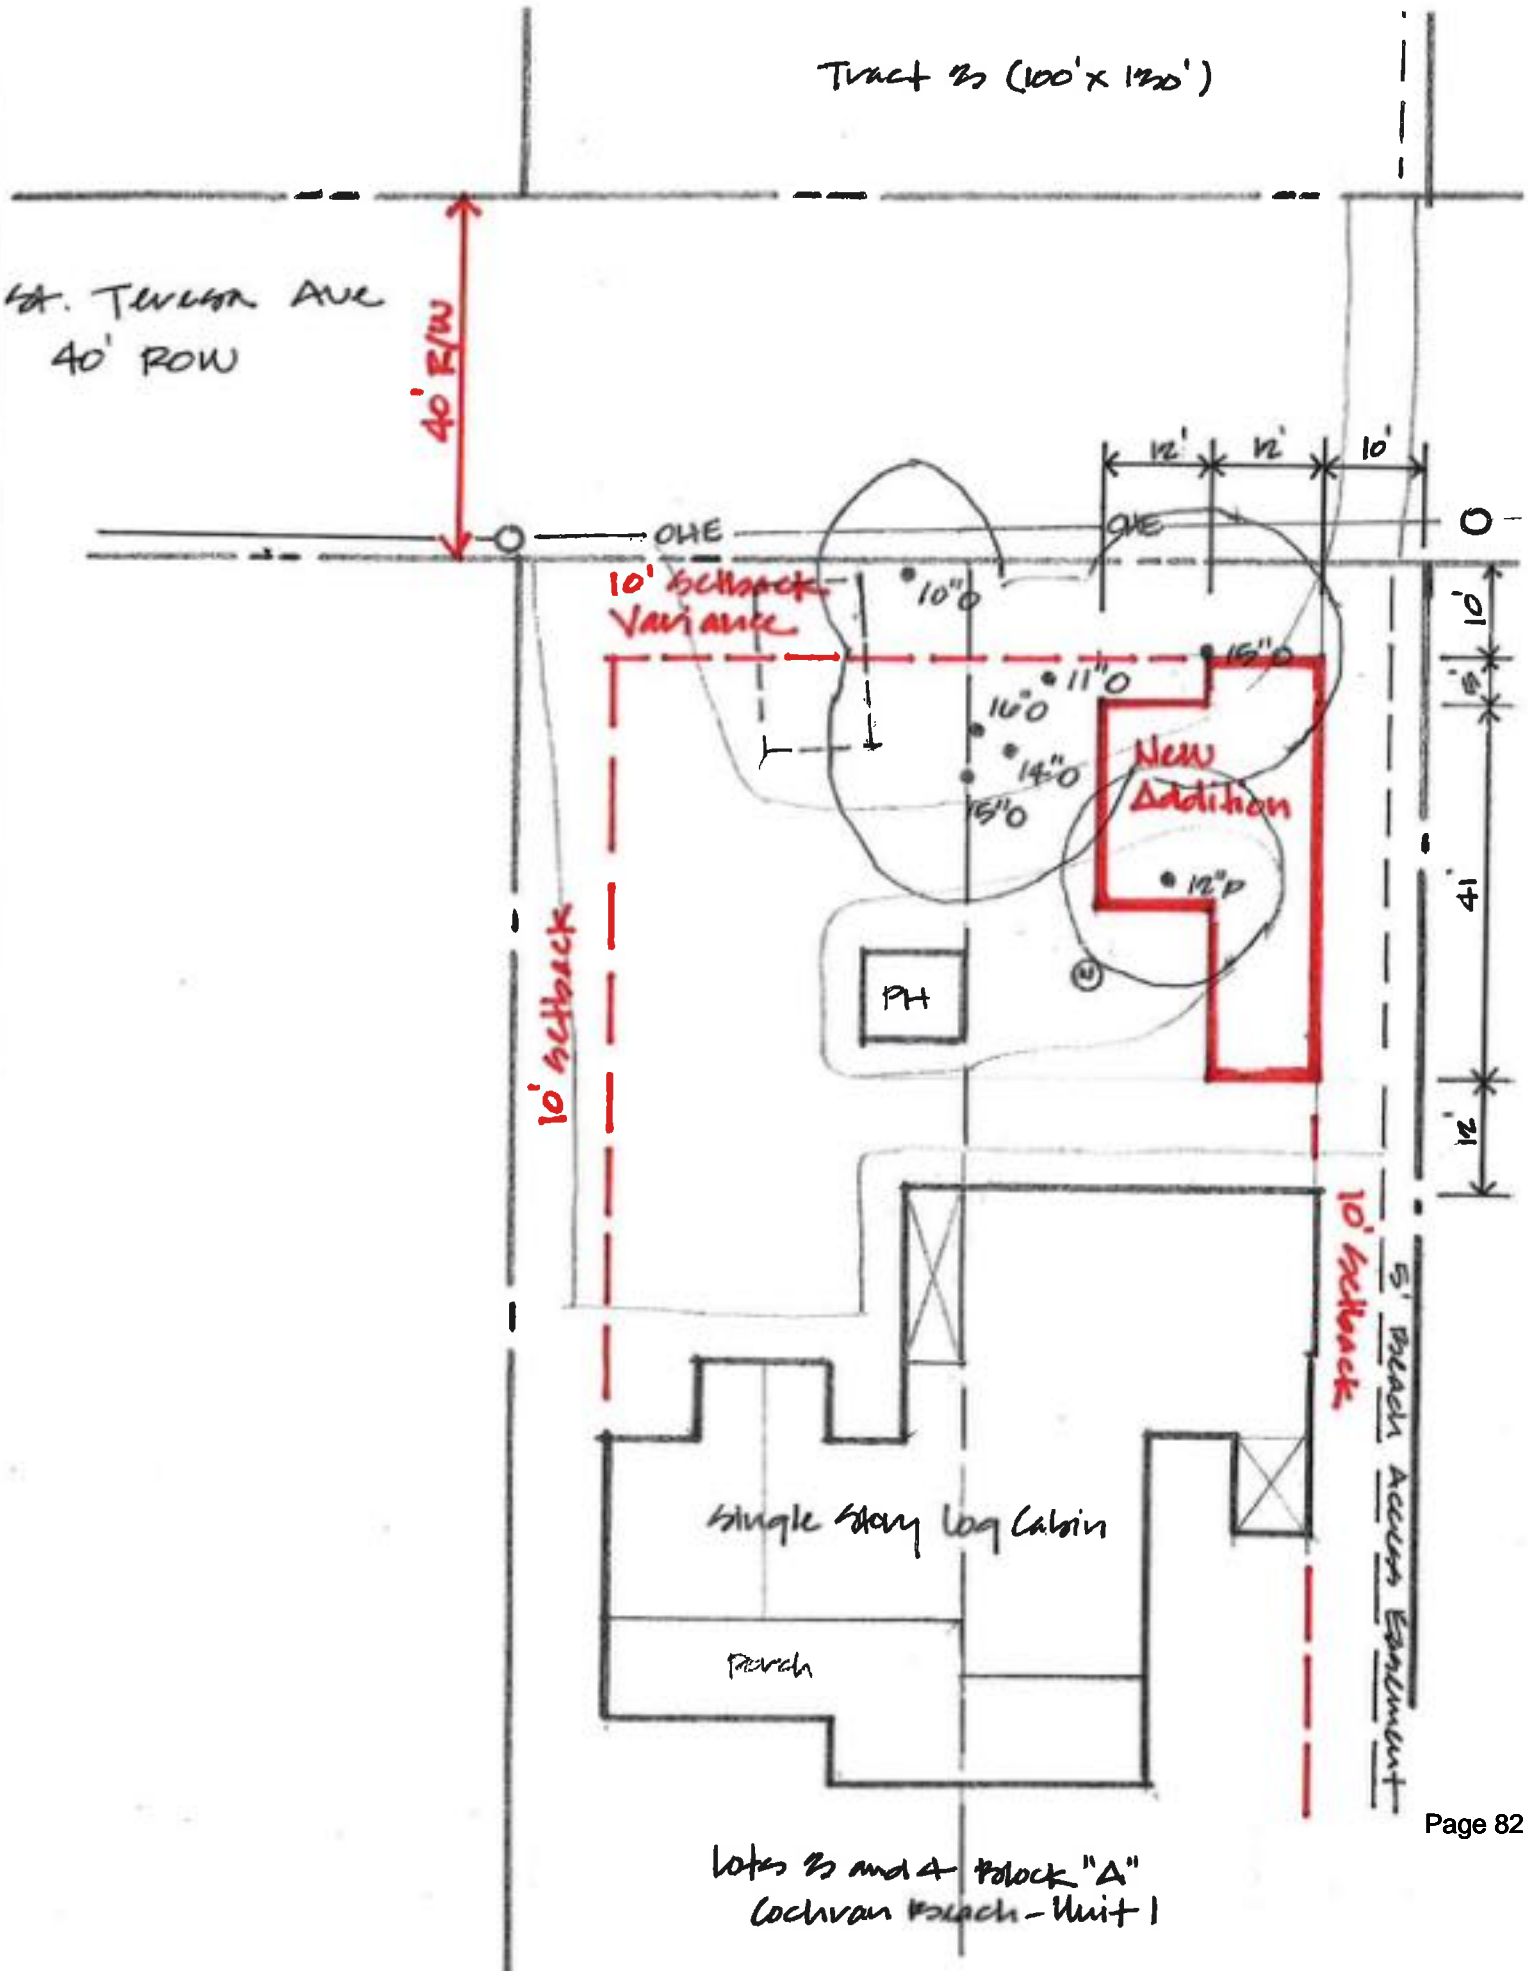 Tract 3 (100' x 130')
St. Teresa Ave
40' ROW
40' R/W
12'
12'
10'
OHE
OHE
10' Setback
Variance
10"O
15"O
11"O
16"O
14"O
15"O
10'
5'
41'
12'
New
Addition
12"P
PH
10' Setback
10' Setback
5' Beach Access Easement
Single Story Log Cabin
Porch
Page 82
Lots 3 and 4 Block "A"
Cochran Beach - Unit 1